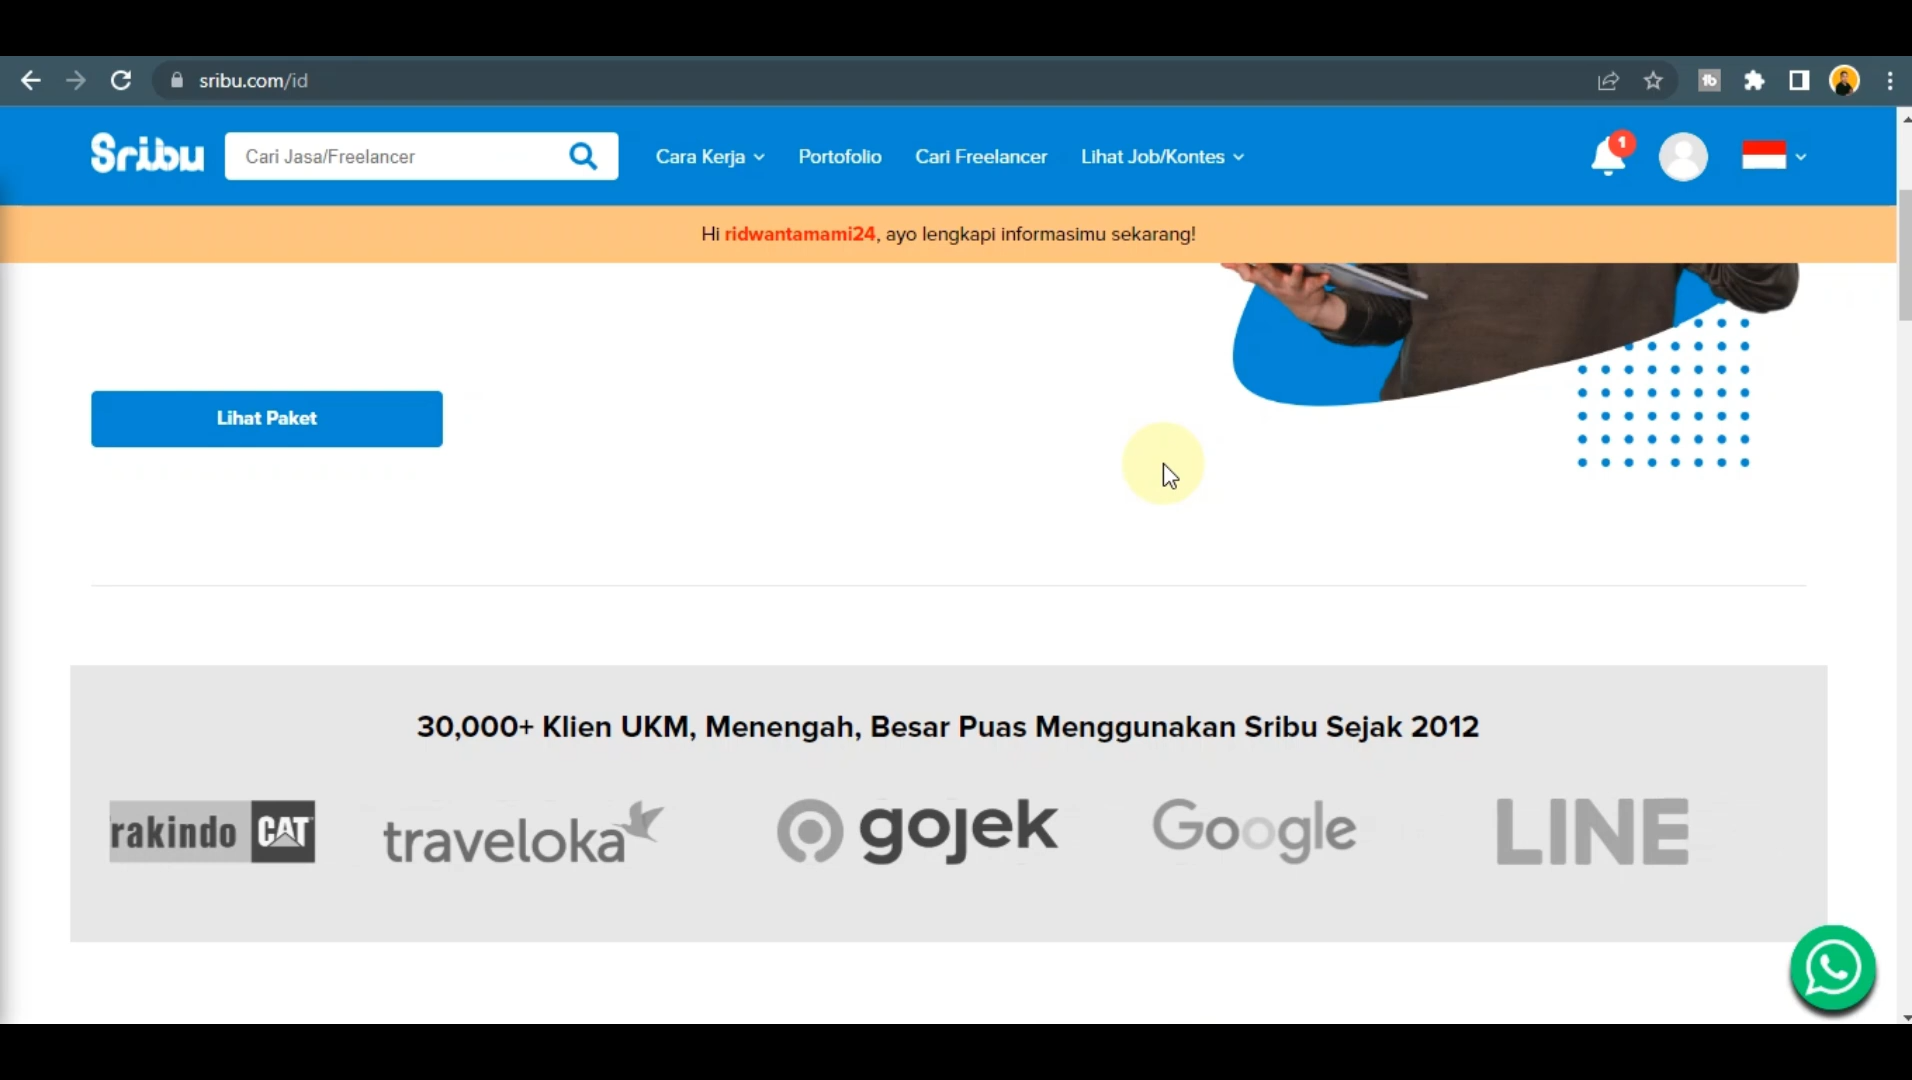 sribu.com/id
Sribu
Cari Jasa/Freelancer
Cara Kerja
Portofolio
Cari Freelancer
Lihat Job/Kontes
1
Hi ridwantamami24, ayo lengkapi informasimu sekarang!
Lihat Paket
30,000+ Klien UKM, Menengah, Besar Puas Menggunakan Sribu Sejak 2012
rakindo CAT
traveloka
gojek
Google
LINE